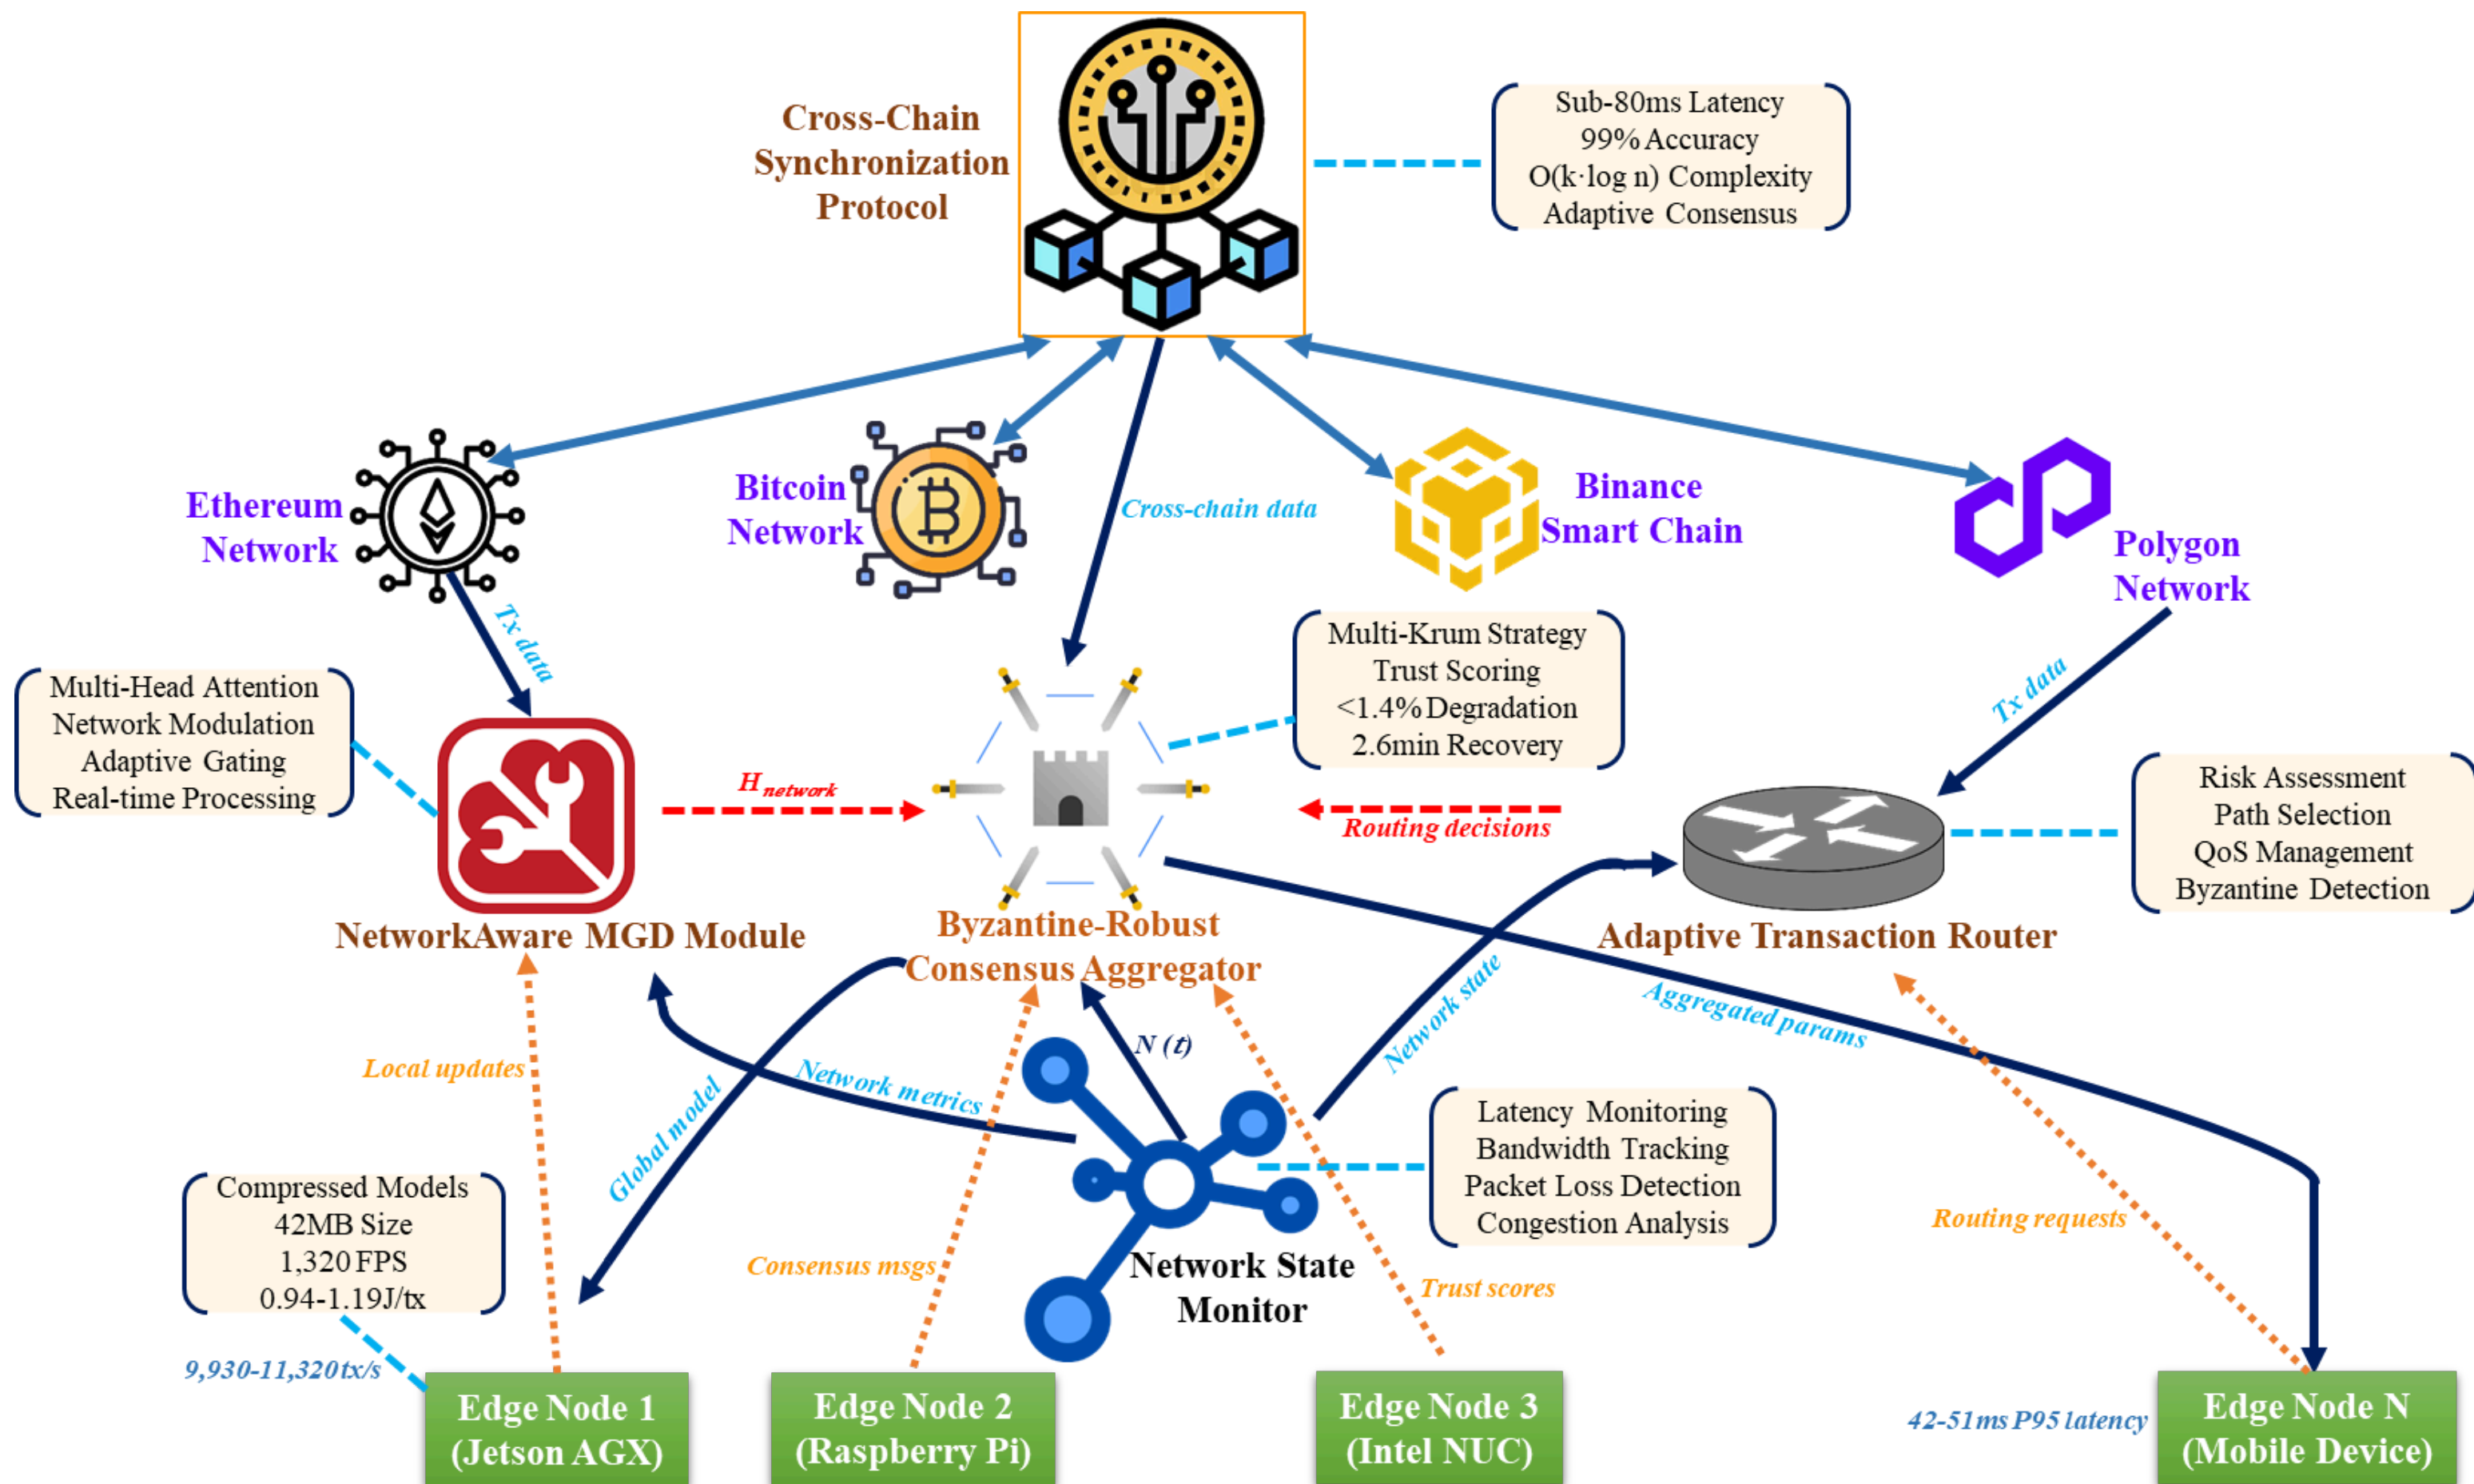 Cross-Chain
Synchronization
Protocol
Sub-80ms Latency
99% Accuracy
O(k·log n) Complexity
Adaptive Consensus
Ethereum
Network
Bitcoin
Network
Cross-chain data
Binance
Smart Chain
Polygon
Network
Tx data
Multi-Krum Strategy
Trust Scoring
<1.4% Degradation
2.6min Recovery
Tx data
Multi-Head Attention
Network Modulation
Adaptive Gating
Real-time Processing
H network
Routing decisions
Risk Assessment
Path Selection
QoS Management
Byzantine Detection
NetworkAware MGD Module
Byzantine-Robust
Consensus Aggregator
Adaptive Transaction Router
Local updates
Global model
Network metrics
N (t)
Network state
Aggregated params
Latency Monitoring
Bandwidth Tracking
Packet Loss Detection
Congestion Analysis
Compressed Models
42MB Size
1,320 FPS
0.94-1.19J/tx
Consensus msgs
Network State
Monitor
Trust scores
Routing requests
9,930-11,320tx/s
Edge Node 1
(Jetson AGX)
Edge Node 2
(Raspberry Pi)
Edge Node 3
(Intel NUC)
42-51ms P95 latency
Edge Node N
(Mobile Device)